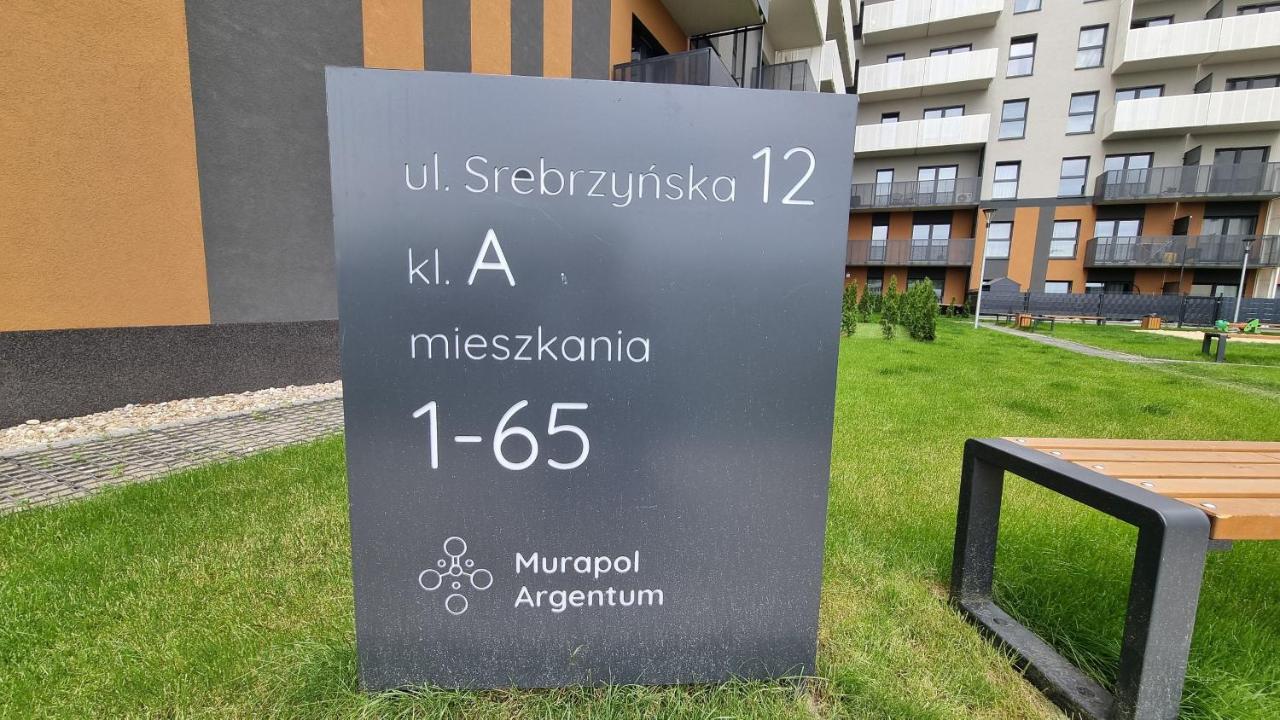 ul. Srebrzyńska 12
kl. A
mieszkania
1-65
Murapol
Argentum